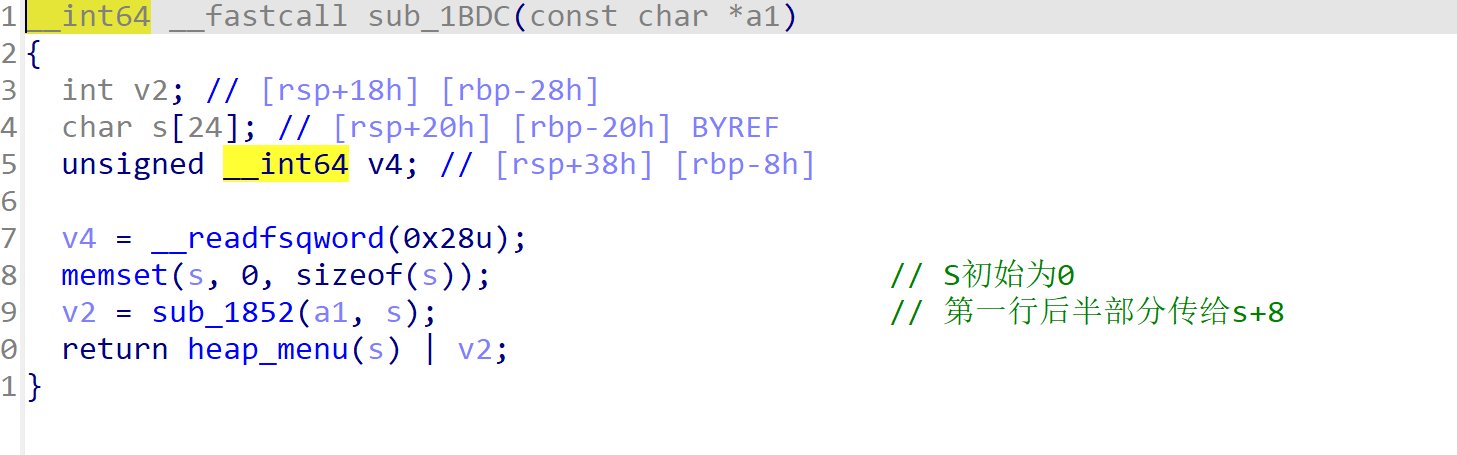 1 __int64 __fastcall sub_1BDC(const char *a1)
2 {
3   int v2; // [rsp+18h] [rbp-28h]
4   char s[24]; // [rsp+20h] [rbp-20h] BYREF
5   unsigned __int64 v4; // [rsp+38h] [rbp-8h]
6
7   v4 = __readfsqword(0x28u);
8   memset(s, 0, sizeof(s)); // S初始为0
9   v2 = sub_1852(a1, s); // 第一行后半部分传给s+8
0   return heap_menu(s) | v2;
1 }